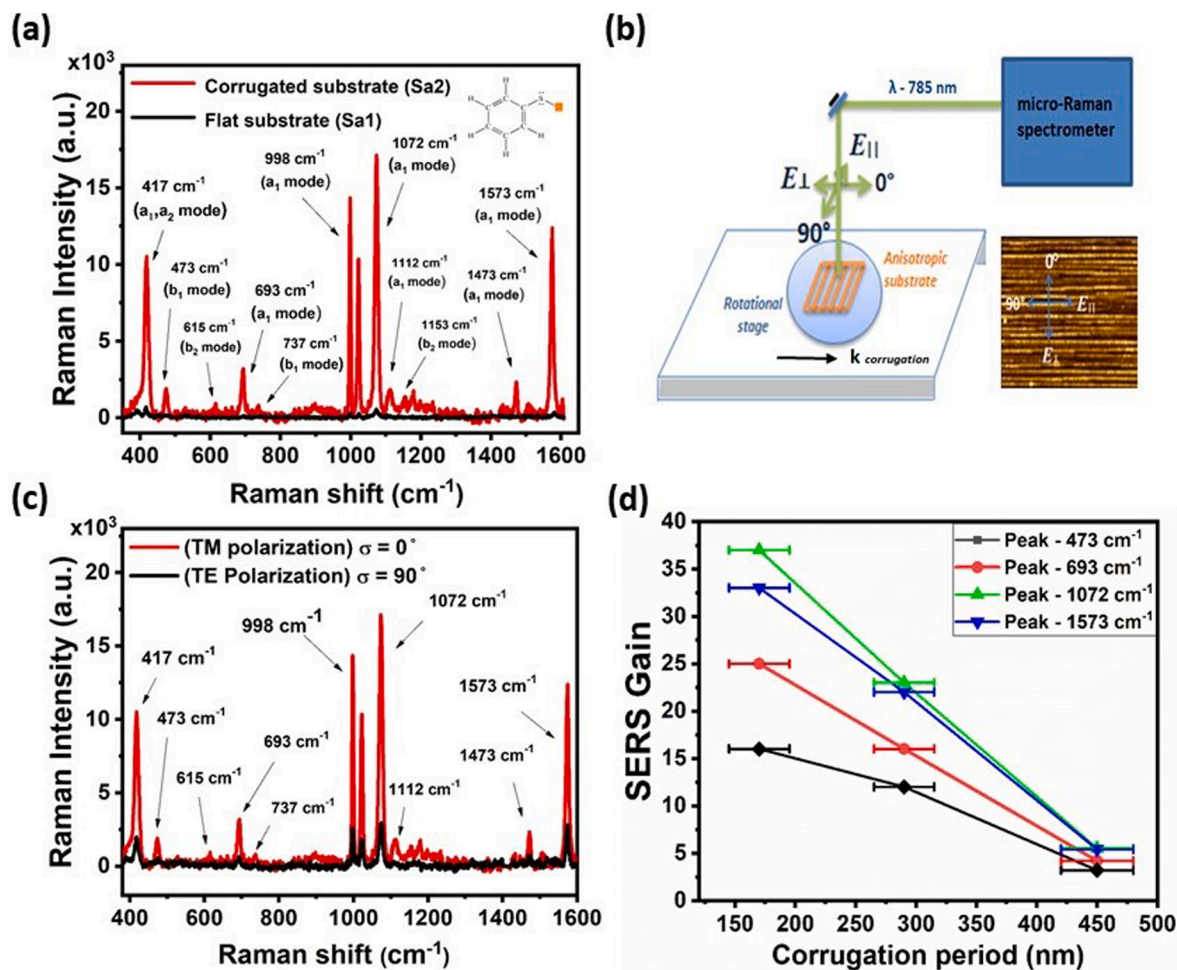 (a)
x10³
Raman Intensity (a.u.)
20
15
10
5
0
Corrugated substrate (Sa2)
Flat substrate (Sa1)
H
H
H
H
H
C
C
C
C
C
C
S
417 cm⁻¹
(a₁,a₂ mode)
473 cm⁻¹
(b₁ mode)
615 cm⁻¹
(b₂ mode)
693 cm⁻¹
(a₁ mode)
737 cm⁻¹
(b₁ mode)
998 cm⁻¹
(a₁ mode)
1072 cm⁻¹
(a₁ mode)
1112 cm⁻¹
(a₁ mode)
1153 cm⁻¹
(b₂ mode)
1473 cm⁻¹
(a₁ mode)
1573 cm⁻¹
(a₁ mode)
400 600 800 1000 1200 1400 1600
Raman shift (cm⁻¹)
(b)
λ - 785 nm
micro-Raman
spectrometer
E||
E⊥
0°
90°
Anisotropic
substrate
Rotational
stage
k corrugation
0°
90°
E||
E⊥
(c)
x10³
Raman Intensity (a.u.)
20
15
10
5
0
(TM polarization) σ = 0°
(TE Polarization) σ = 90°
417 cm⁻¹
473 cm⁻¹
615 cm⁻¹
693 cm⁻¹
737 cm⁻¹
998 cm⁻¹
1072 cm⁻¹
1112 cm⁻¹
1473 cm⁻¹
1573 cm⁻¹
400 600 800 1000 1200 1400 1600
Raman shift (cm⁻¹)
(d)
SERS Gain
40
35
30
25
20
15
10
5
0
Peak - 473 cm⁻¹
Peak - 693 cm⁻¹
Peak - 1072 cm⁻¹
Peak - 1573 cm⁻¹
150 200 250 300 350 400 450 500
Corrugation period (nm)